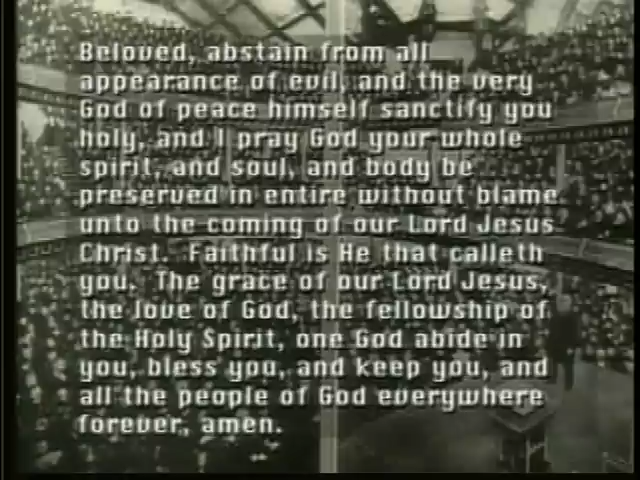 Beloved, abstain from all
appearance of evil, and the very
God of peace himself sanctify you
holy, and I pray God your whole
spirit, and soul, and body be
preserved in entire without blame
unto the coming of our Lord Jesus
Christ. Faithful is He that calleth
you. The grace of our Lord Jesus,
the love of God, the fellowship of
the Holy Spirit, one God abide in
you, bless you, and keep you, and
all the people of God everywhere
forever, amen.